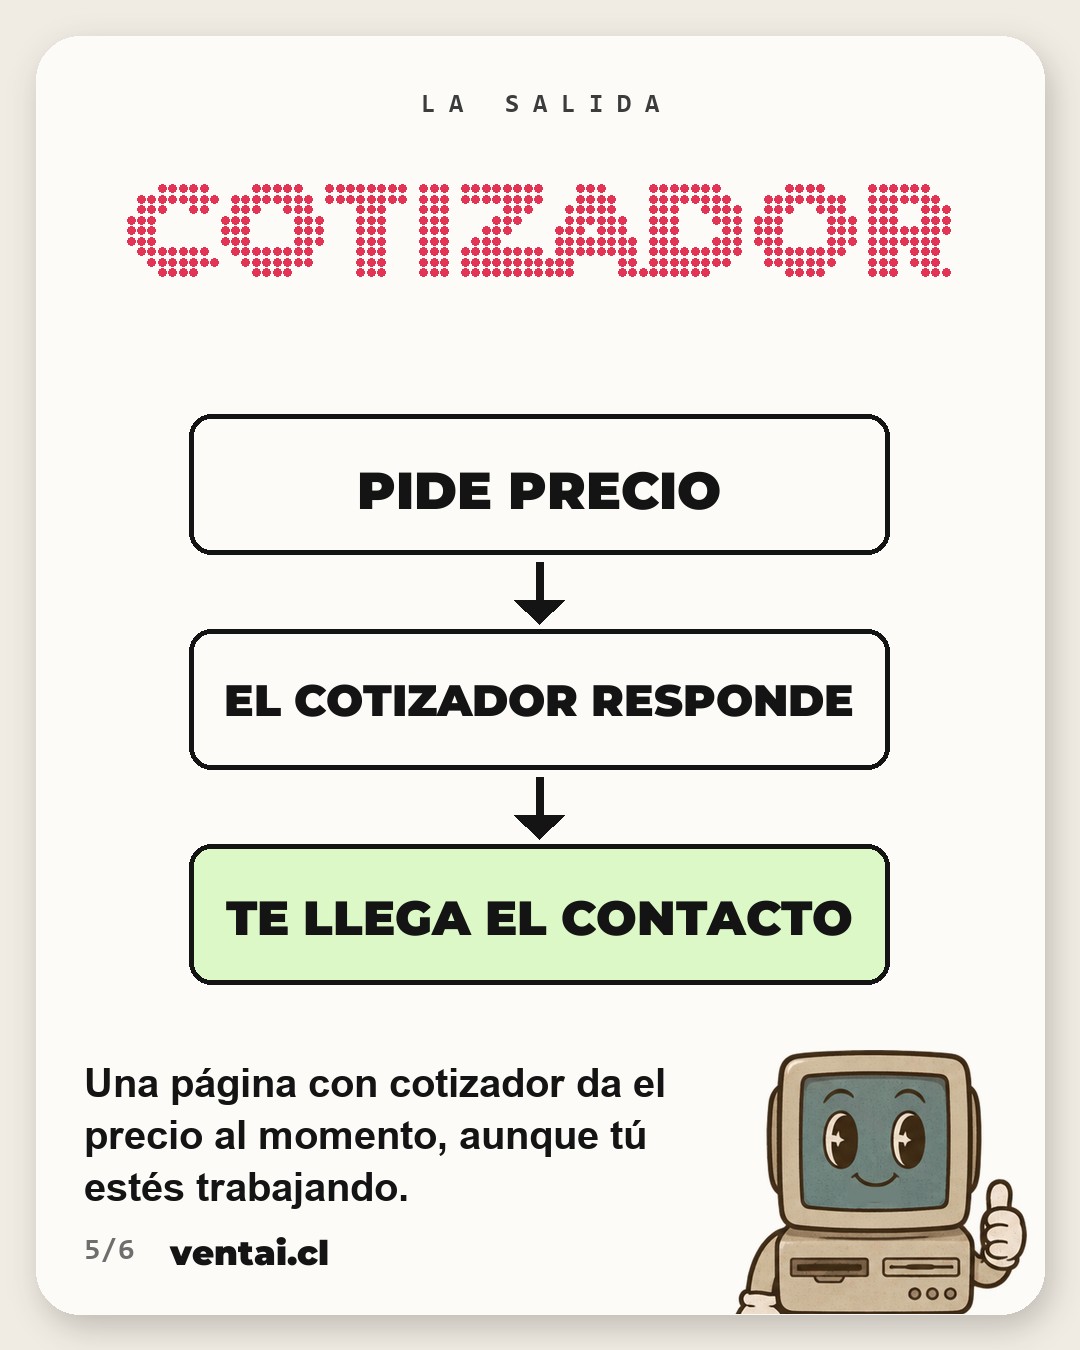 LA SALIDA
COTIZADOR
PIDE PRECIO
EL COTIZADOR RESPONDE
TE LLEGA EL CONTACTO
Una página con cotizador da el
precio al momento, aunque tú
estés trabajando.
5/6 ventai.cl